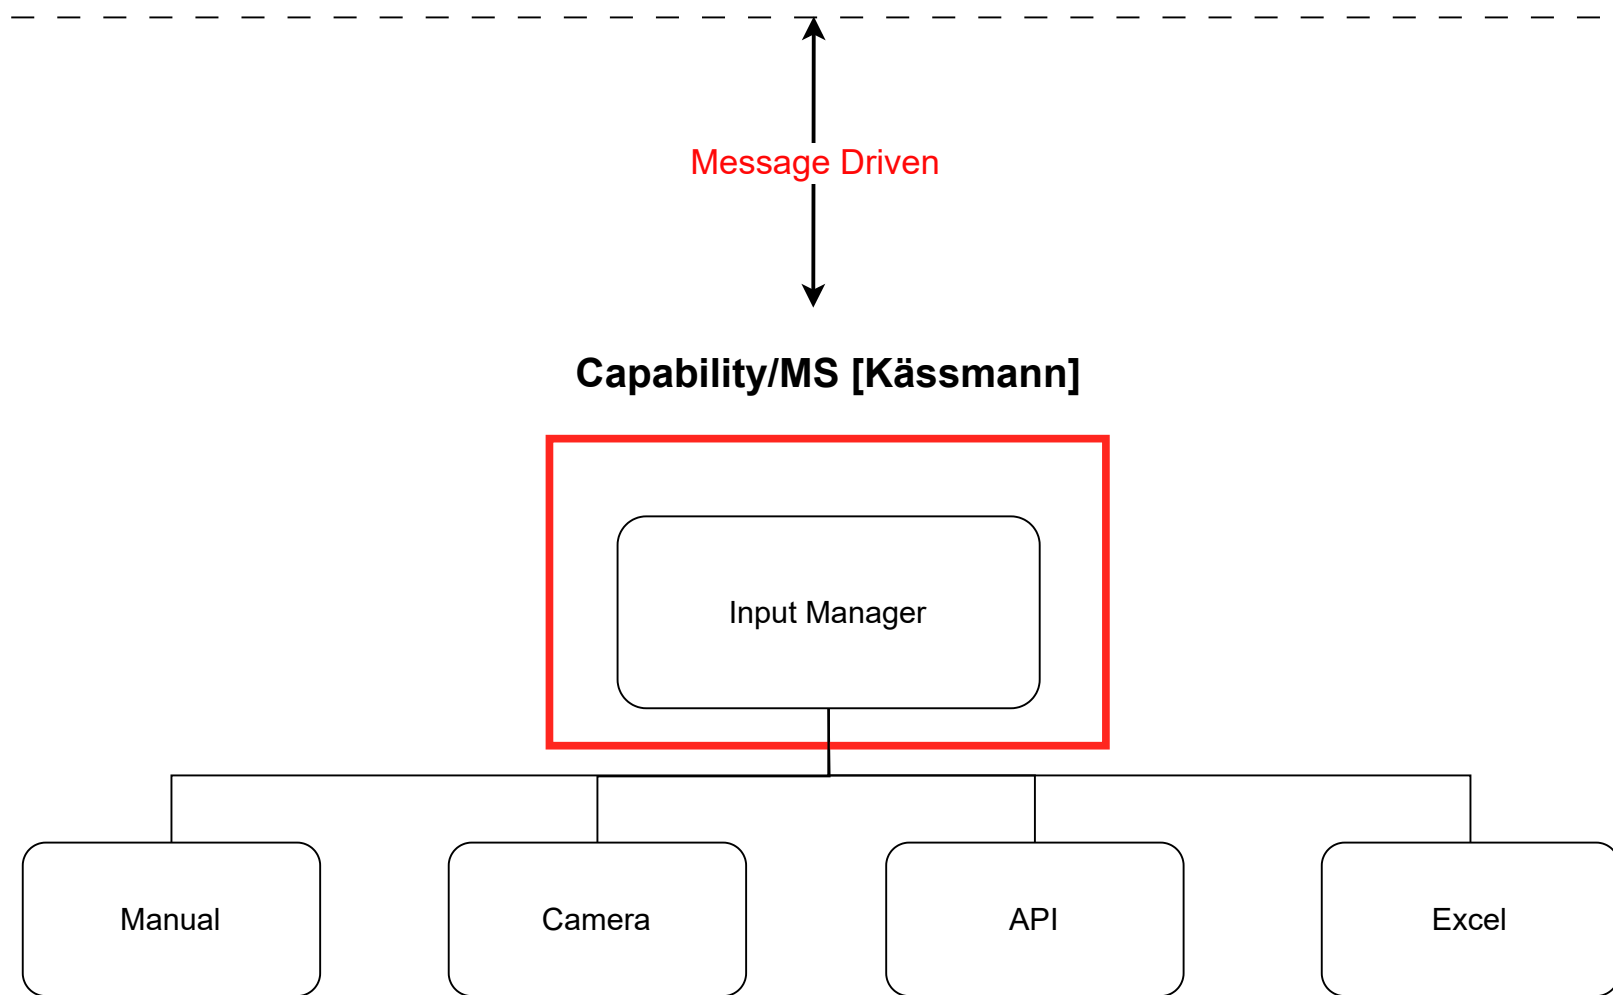 Message Driven
Capability/MS [Kässmann]
Input Manager
Manual
Camera
API
Excel